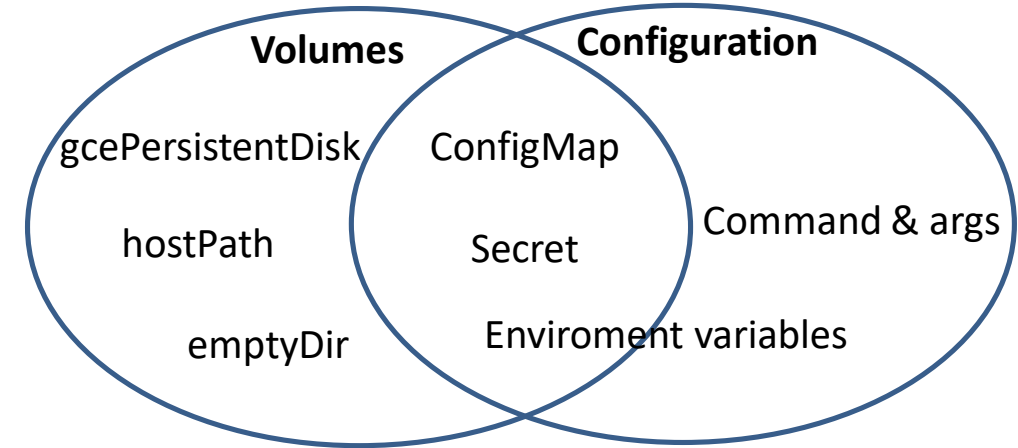 Volumes
Configuration
gcePersistentDisk
ConfigMap
Command & args
hostPath
Secret
emptyDir
Enviroment variables